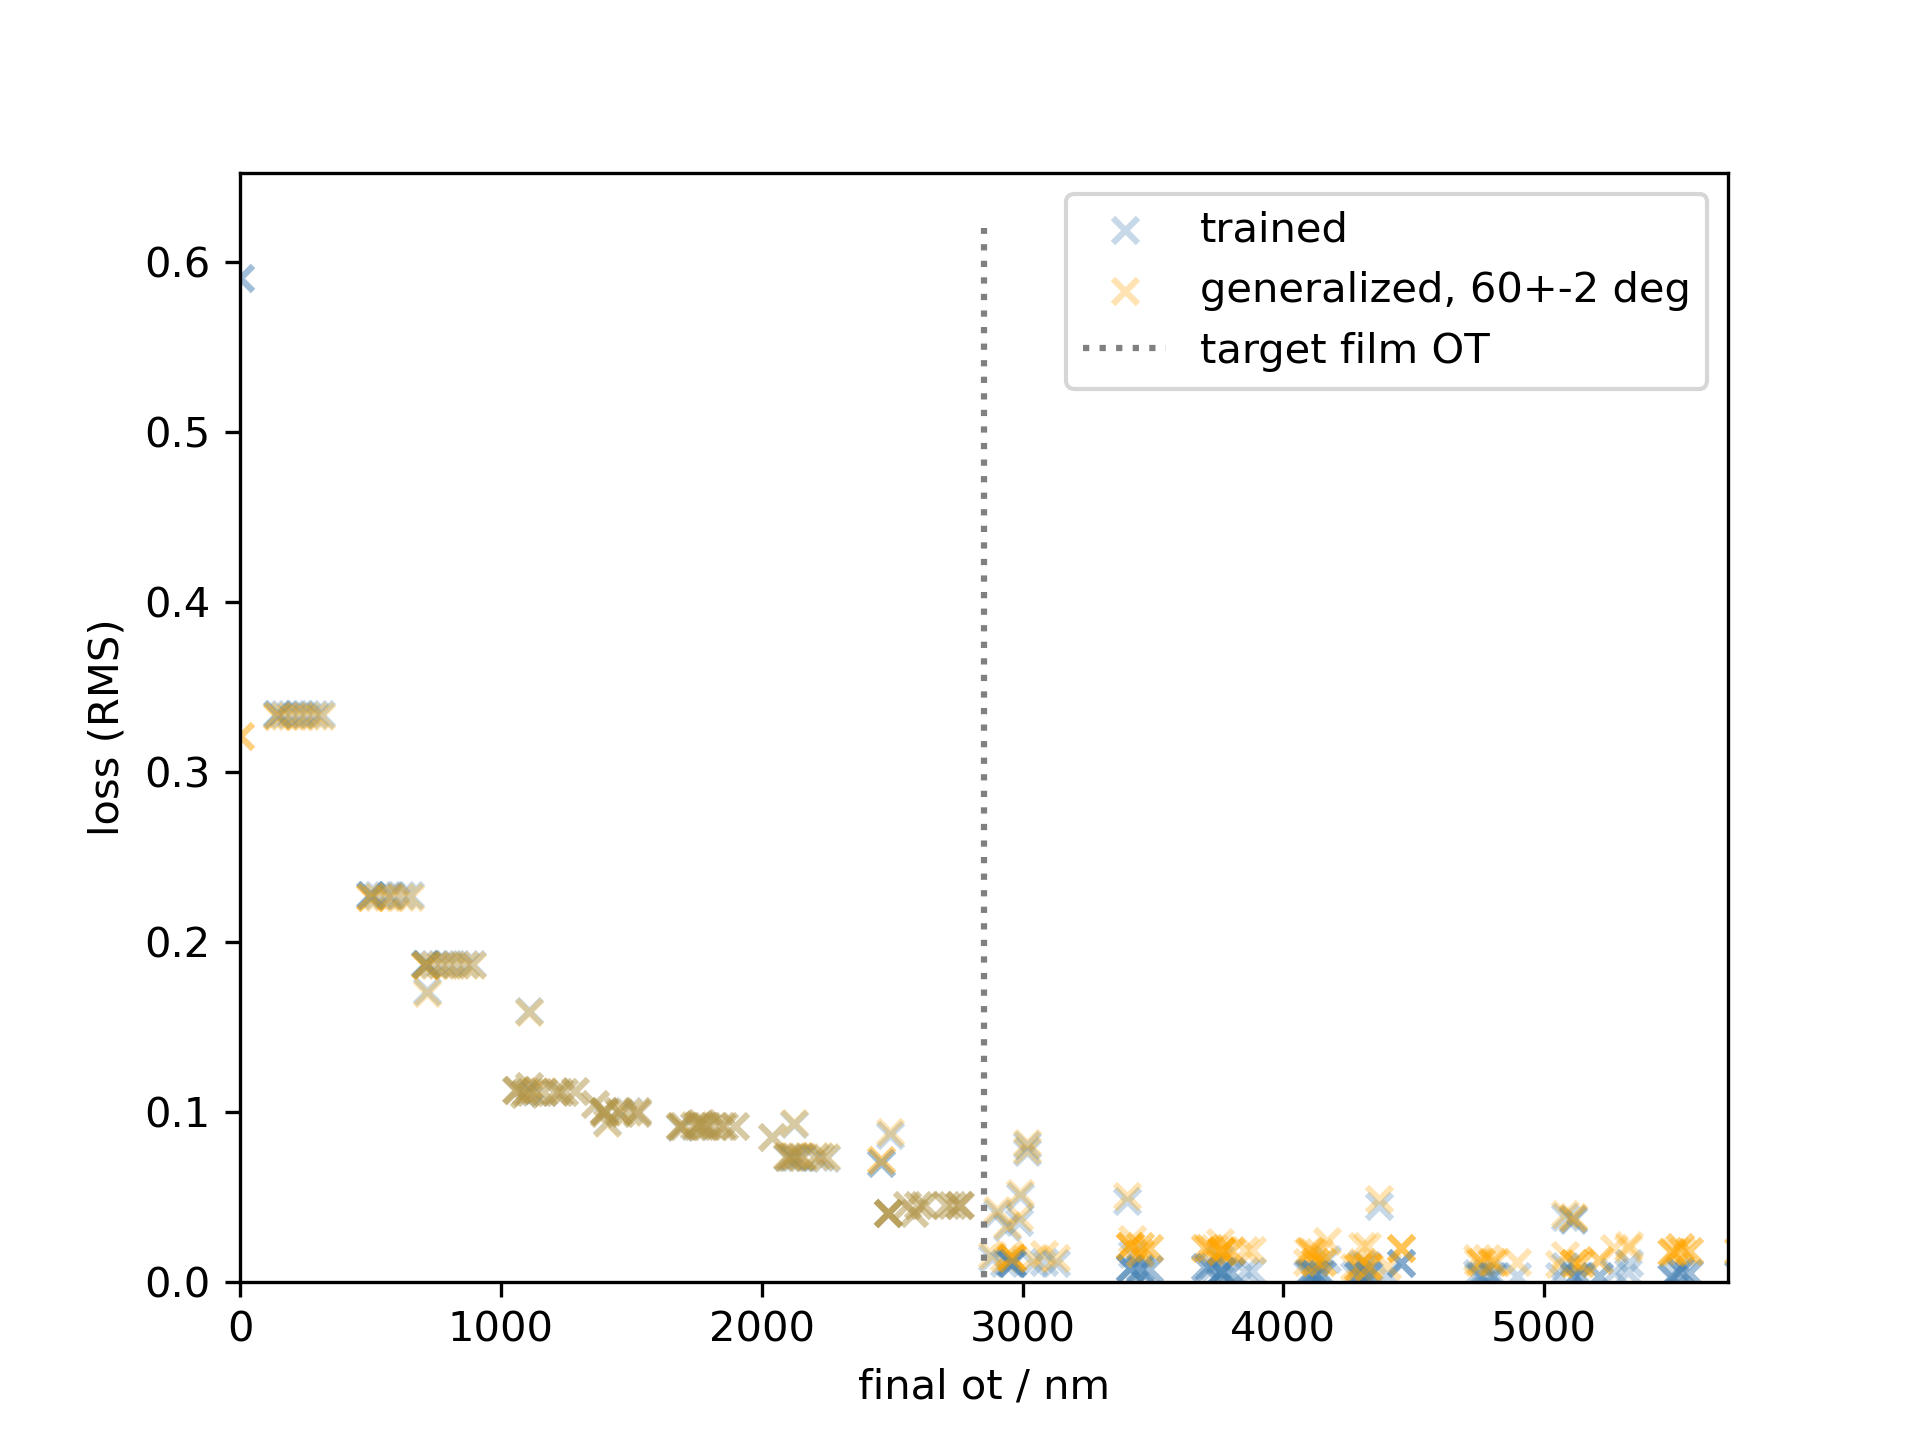 trained
generalized, 60+-2 deg
target film OT
0.6
0.5
0.4
0.3
0.2
0.1
0.0
loss (RMS)
0 1000 2000 3000 4000 5000
final ot / nm